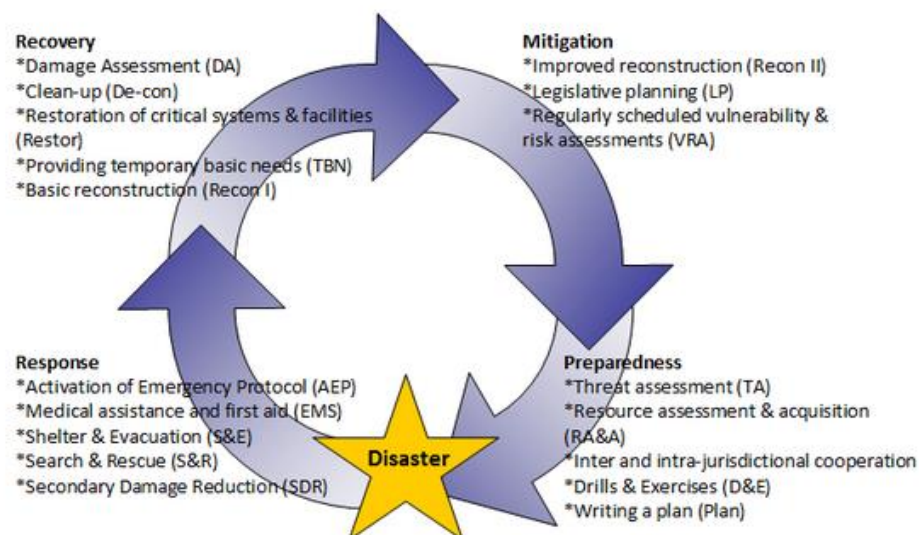 Recovery
*Damage Assessment (DA)
*Clean-up (De-con)
*Restoration of critical systems & facilities
(Restor)
*Providing temporary basic needs (TBN)
*Basic reconstruction (Recon I)
Mitigation
*Improved reconstruction (Recon II)
*Legislative planning (LP)
*Regularly scheduled vulnerability &
risk assessments (VRA)
Response
*Activation of Emergency Protocol (AEP)
*Medical assistance and first aid (EMS)
*Shelter & Evacuation (S&E)
*Search & Rescue (S&R)
*Secondary Damage Reduction (SDR)
Disaster
Preparedness
*Threat assessment (TA)
*Resource assessment & acquisition
(RA&A)
*Inter and intra-jurisdictional cooperation
*Drills & Exercises (D&E)
*Writing a plan (Plan)